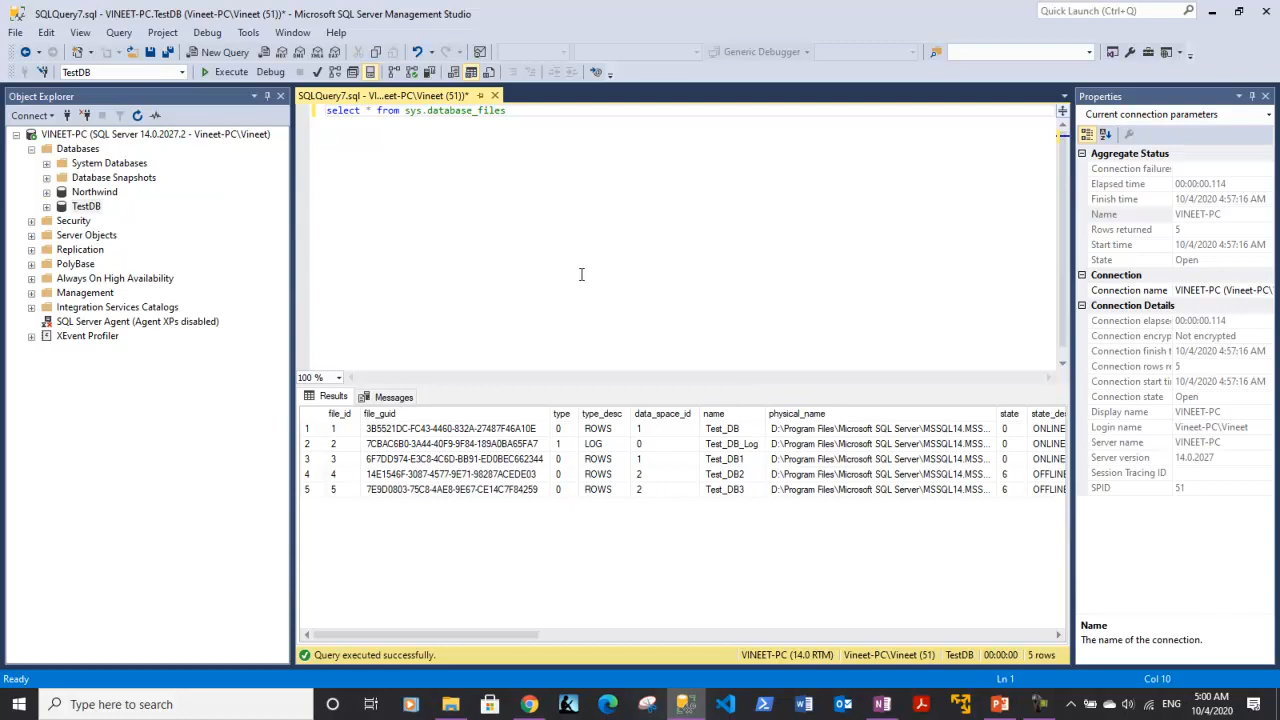 SQLQuery7.sql - VINEET-PC.TestDB (Vineet-PC\Vineet (51))* - Microsoft SQL Server Management Studio
Quick Launch (Ctrl+Q)
File Edit View Query Project Debug Tools Window Help
New Query
Generic Debugger
TestDB
Execute Debug
Object Explorer
SQLQuery7.sql - VI...eet-PC\Vineet (51))*
Properties
Connect
Current connection parameters
VINEET-PC (SQL Server 14.0.2027.2 - Vineet-PC\Vineet)
Databases
System Databases
Database Snapshots
Northwind
TestDB
Security
Server Objects
Replication
PolyBase
Always On High Availability
Management
Integration Services Catalogs
SQL Server Agent (Agent XPs disabled)
XEvent Profiler
select * from sys.database_files
100 %
Results Messages
file_id file_guid type type_desc data_space_id name physical_name state state_de
1 1 3B5521DC-FC43-4460-832A-27487F46A10E 0 ROWS 1 Test_DB D:\Program Files\Microsoft SQL Server\MSSQL14.MSS... 0 ONLINE
2 2 7CBAC6B0-3A44-40F9-9F84-189A0BA65FA7 1 LOG 0 Test_DB_Log D:\Program Files\Microsoft SQL Server\MSSQL14.MSS... 0 ONLINE
3 3 6F7DD974-E3C8-4C6D-BB91-ED0BEC662344 0 ROWS 1 Test_DB1 D:\Program Files\Microsoft SQL Server\MSSQL14.MSS... 0 ONLINE
4 4 14E1546F-3087-4577-9E71-98287ACEDE03 0 ROWS 2 Test_DB2 D:\Program Files\Microsoft SQL Server\MSSQL14.MSS... 6 OFFLINE
5 5 7E9D0803-75C8-4AE8-9E67-CE14C7F84259 0 ROWS 2 Test_DB3 D:\Program Files\Microsoft SQL Server\MSSQL14.MSS... 6 OFFLINE
Query executed successfully. VINEET-PC (14.0 RTM) Vineet-PC\Vineet (51) TestDB 00:00:00 5 rows
Aggregate Status
Connection failures
Elapsed time 00:00:00.114
Finish time 10/4/2020 4:57:16 AM
Name VINEET-PC
Rows returned 5
Start time 10/4/2020 4:57:16 AM
State Open
Connection
Connection name VINEET-PC (Vineet-PC\
Connection Details
Connection elapse 00:00:00.114
Connection encryp Not encrypted
Connection finish t 10/4/2020 4:57:16 AM
Connection rows re 5
Connection start ti 10/4/2020 4:57:16 AM
Connection state Open
Display name VINEET-PC
Login name Vineet-PC\Vineet
Server name VINEET-PC
Server version 14.0.2027
Session Tracing ID
SPID 51
Name
The name of the connection.
Ready Ln 1 Col 10
Type here to search
5:00 AM
10/4/2020